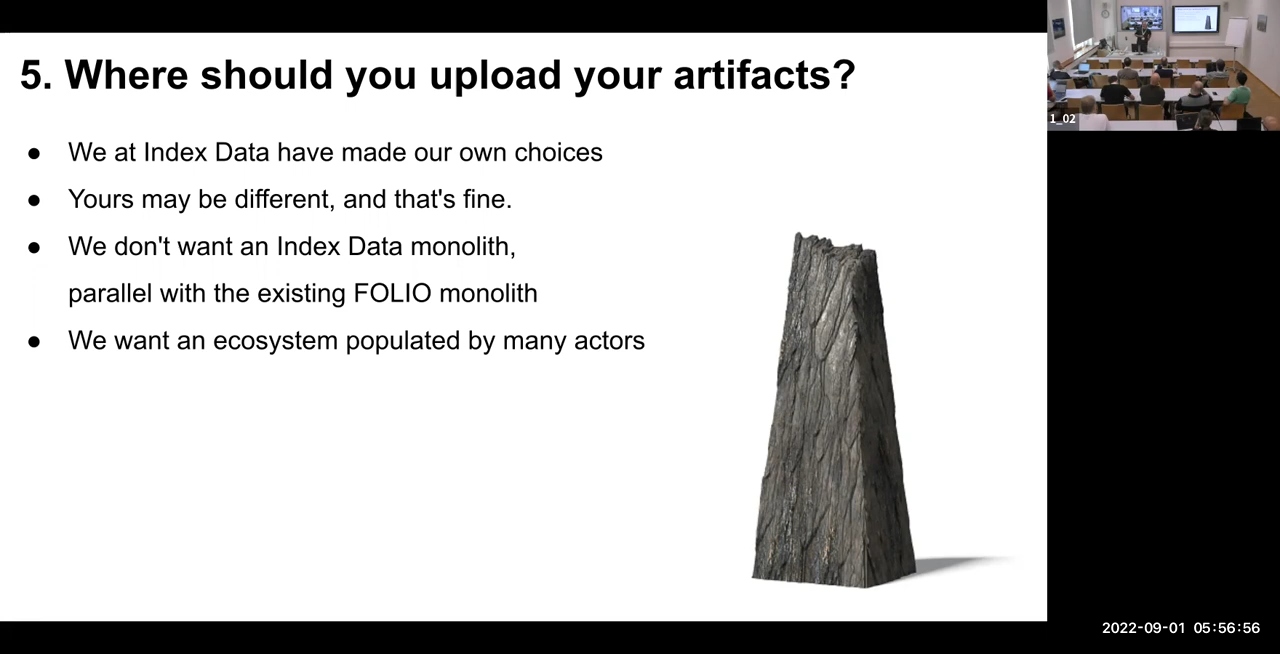 5. Where should you upload your artifacts?
● We at Index Data have made our own choices
● Yours may be different, and that's fine.
● We don't want an Index Data monolith,
parallel with the existing FOLIO monolith
● We want an ecosystem populated by many actors
1_02
2022-09-01 05:56:56